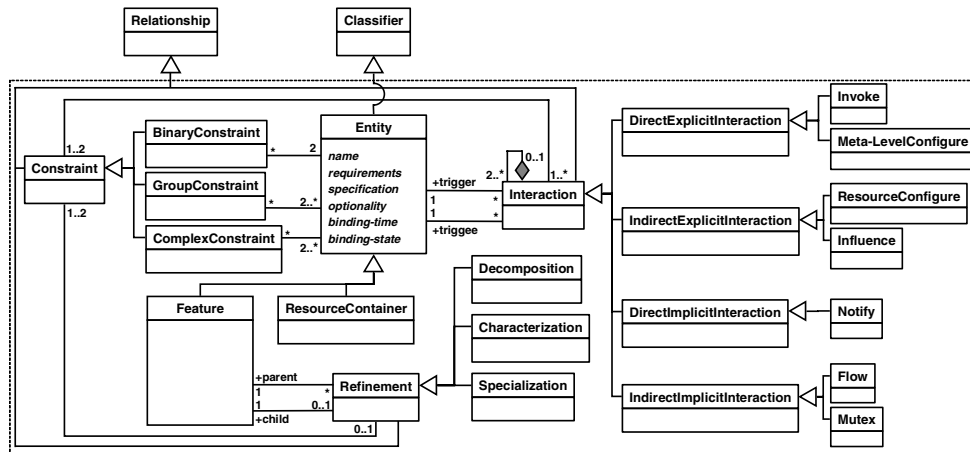 Relationship
Classifier
1..2
BinaryConstraint
*
2
Entity
name
requirements
specification
optionality
binding-time
binding-state
Constraint
GroupConstraint
*
2..*
ComplexConstraint
*
2..*
1..2
+trigger
1
1
+triggee
2..*
0..1
1..*
*
*
Interaction
DirectExplicitInteraction
Invoke
Meta-LevelConfigure
IndirectExplicitInteraction
ResourceConfigure
Influence
DirectImplicitInteraction
Notify
IndirectImplicitInteraction
Flow
Mutex
Feature
ResourceContainer
Decomposition
Characterization
Specialization
+parent
1
*
1
0..1
+child
Refinement
0..1